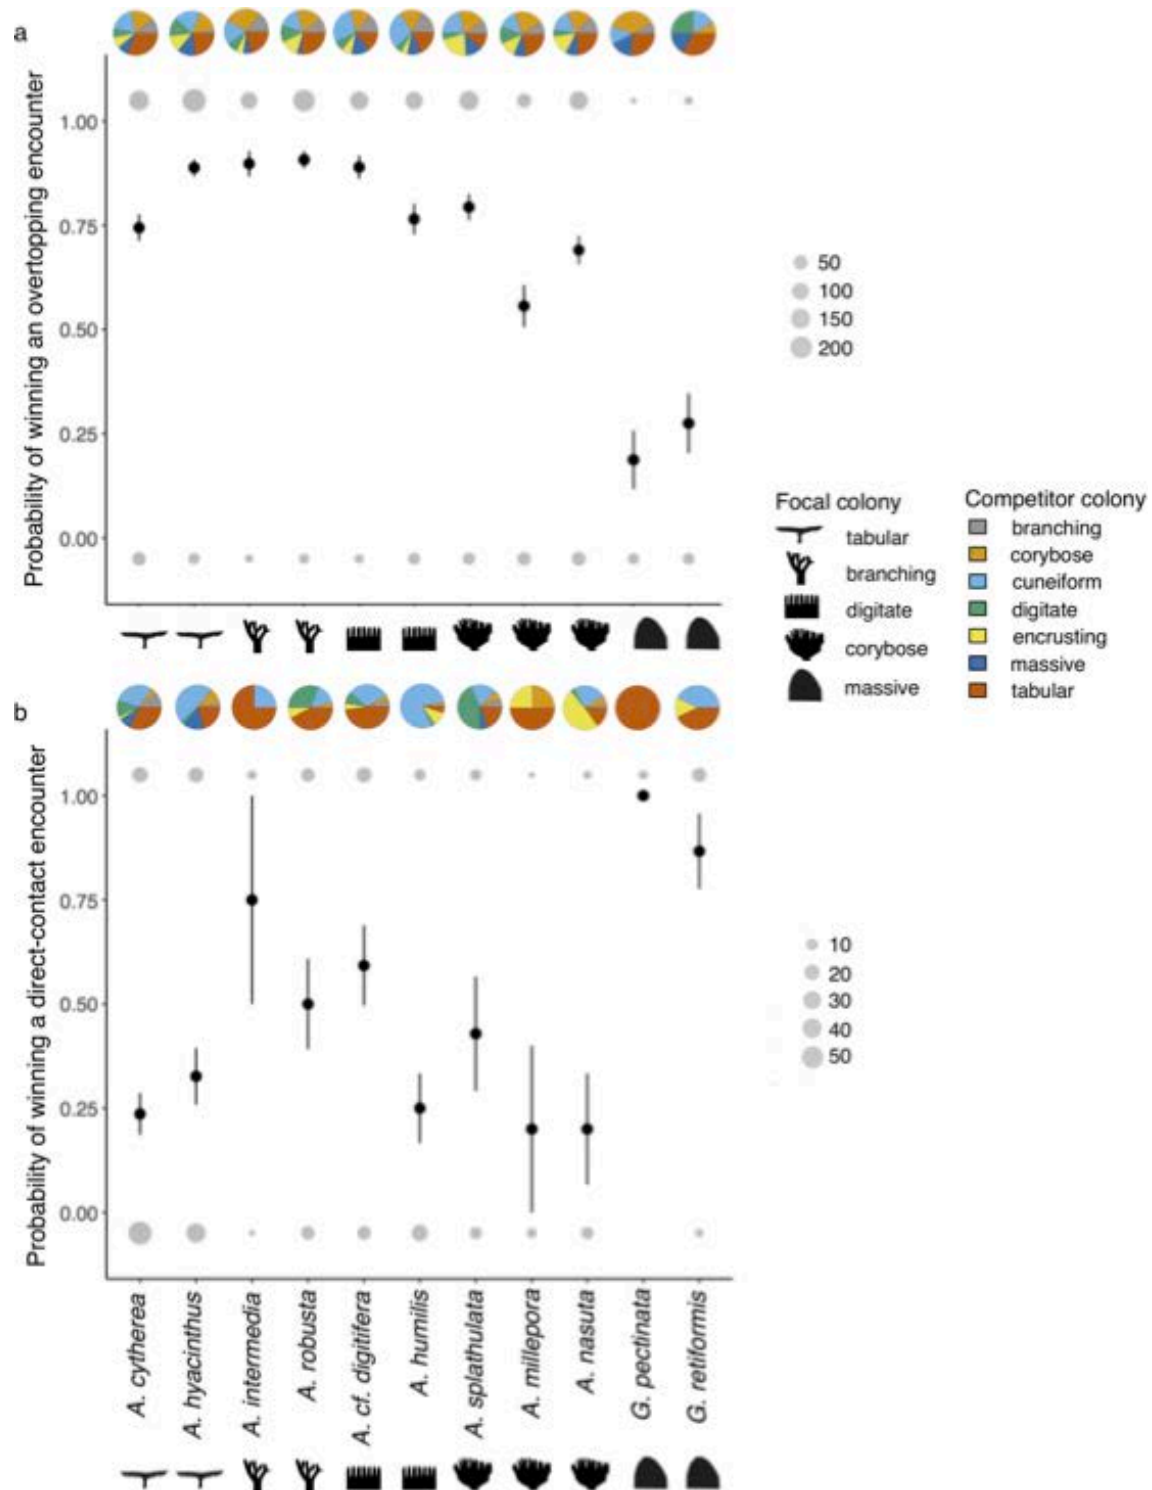 a
Probability of winning an overtopping encounter
1.00
0.75
0.50
0.25
0.00
50
100
150
200
Focal colony
tabular
branching
digitate
corybose
massive
Competitor colony
branching
corybose
cuneiform
digitate
encrusting
massive
tabular
b
Probability of winning a direct-contact encounter
1.00
0.75
0.50
0.25
0.00
10
20
30
40
50
A. cytherea
A. hyacinthus
A. intermedia
A. robusta
A. cf. digitifera
A. humilis
A. splathulata
A. millepora
A. nasuta
G. pectinata
G. retiformis